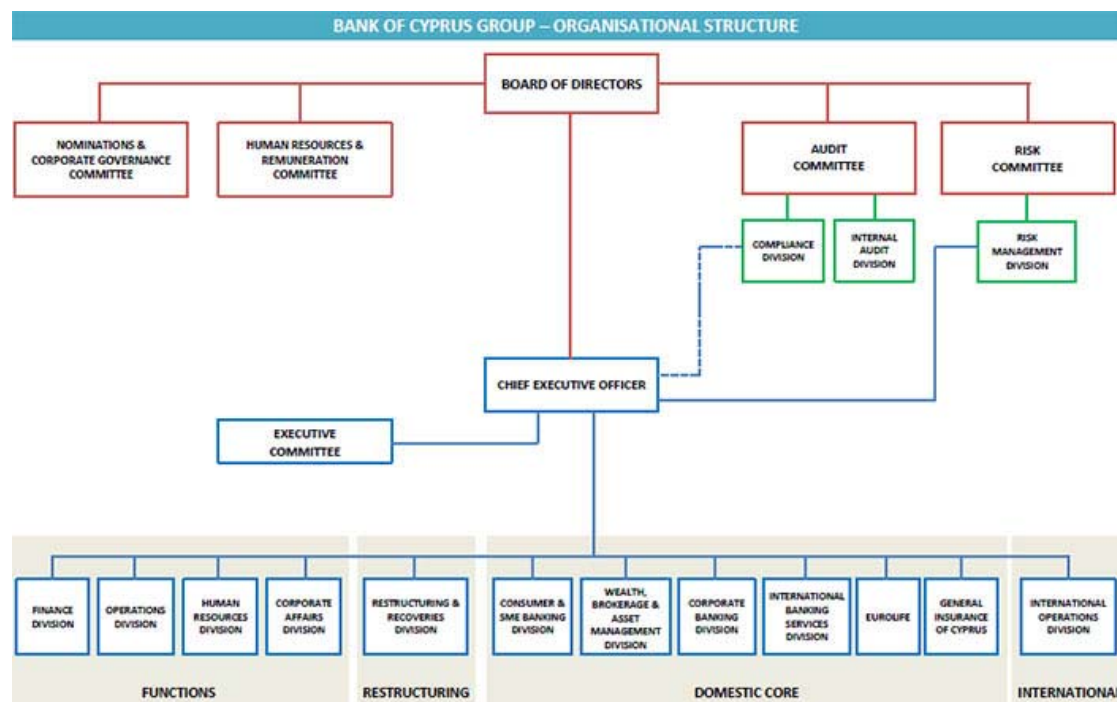 BANK OF CYPRUS GROUP – ORGANISATIONAL STRUCTURE
BOARD OF DIRECTORS
NOMINATIONS &
CORPORATE GOVERNANCE
COMMITTEE
HUMAN RESOURCES &
REMUNERATION
COMMITTEE
AUDIT
COMMITTEE
RISK
COMMITTEE
COMPLIANCE
DIVISION
INTERNAL
AUDIT
DIVISION
RISK
MANAGEMENT
DIVISION
CHIEF EXECUTIVE OFFICER
EXECUTIVE
COMMITTEE
FINANCE
DIVISION
OPERATIONS
DIVISION
HUMAN
RESOURCES
DIVISION
CORPORATE
AFFAIRS
DIVISION
RESTRUCTURING &
RECOVERIES
DIVISION
CONSUMER &
SME BANKING
DIVISION
WEALTH,
BROKERAGE &
ASSET
MANAGEMENT
DIVISION
CORPORATE
BANKING
DIVISION
INTERNATIONAL
BANKING
SERVICES
DIVISION
EUROLIFE
GENERAL
INSURANCE
OF CYPRUS
INTERNATIONAL
OPERATIONS
DIVISION
FUNCTIONS
RESTRUCTURING
DOMESTIC CORE
INTERNATIONAL